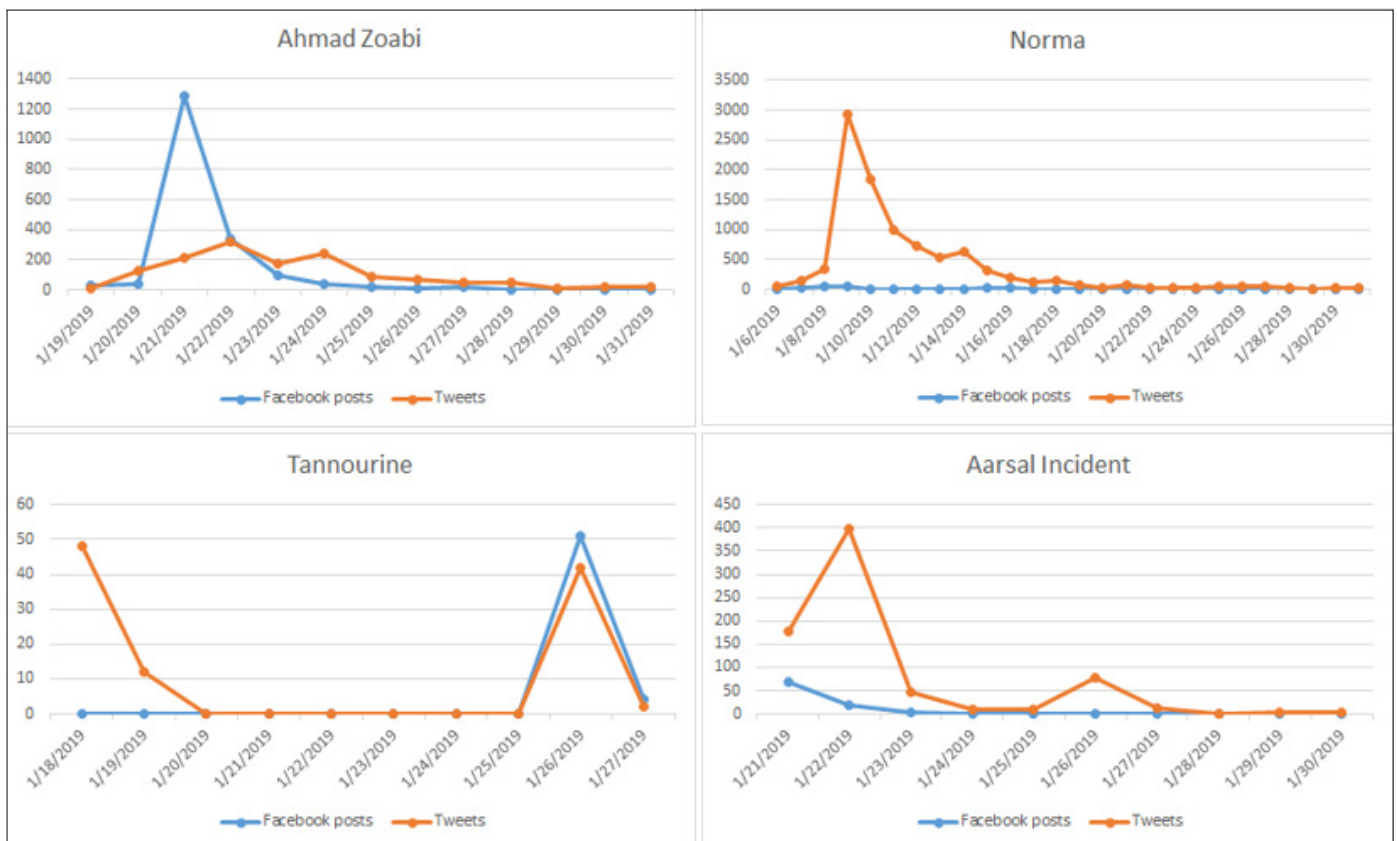 Ahmad Zoabi
1400
1200
1000
800
600
400
200
0
1/19/2019 1/20/2019 1/21/2019 1/22/2019 1/23/2019 1/24/2019 1/25/2019 1/26/2019 1/27/2019 1/28/2019 1/29/2019 1/30/2019 1/31/2019
Facebook posts Tweets
Norma
3500
3000
2500
2000
1500
1000
500
0
1/6/2019 1/8/2019 1/10/2019 1/12/2019 1/14/2019 1/16/2019 1/18/2019 1/20/2019 1/22/2019 1/24/2019 1/26/2019 1/28/2019 1/30/2019
Facebook posts Tweets
Tannourine
60
50
40
30
20
10
0
1/18/2019 1/19/2019 1/20/2019 1/21/2019 1/22/2019 1/23/2019 1/24/2019 1/25/2019 1/26/2019 1/27/2019
Facebook posts Tweets
Aarsal Incident
450
400
350
300
250
200
150
100
50
0
1/21/2019 1/22/2019 1/23/2019 1/24/2019 1/25/2019 1/26/2019 1/27/2019 1/28/2019 1/29/2019 1/30/2019
Facebook posts Tweets